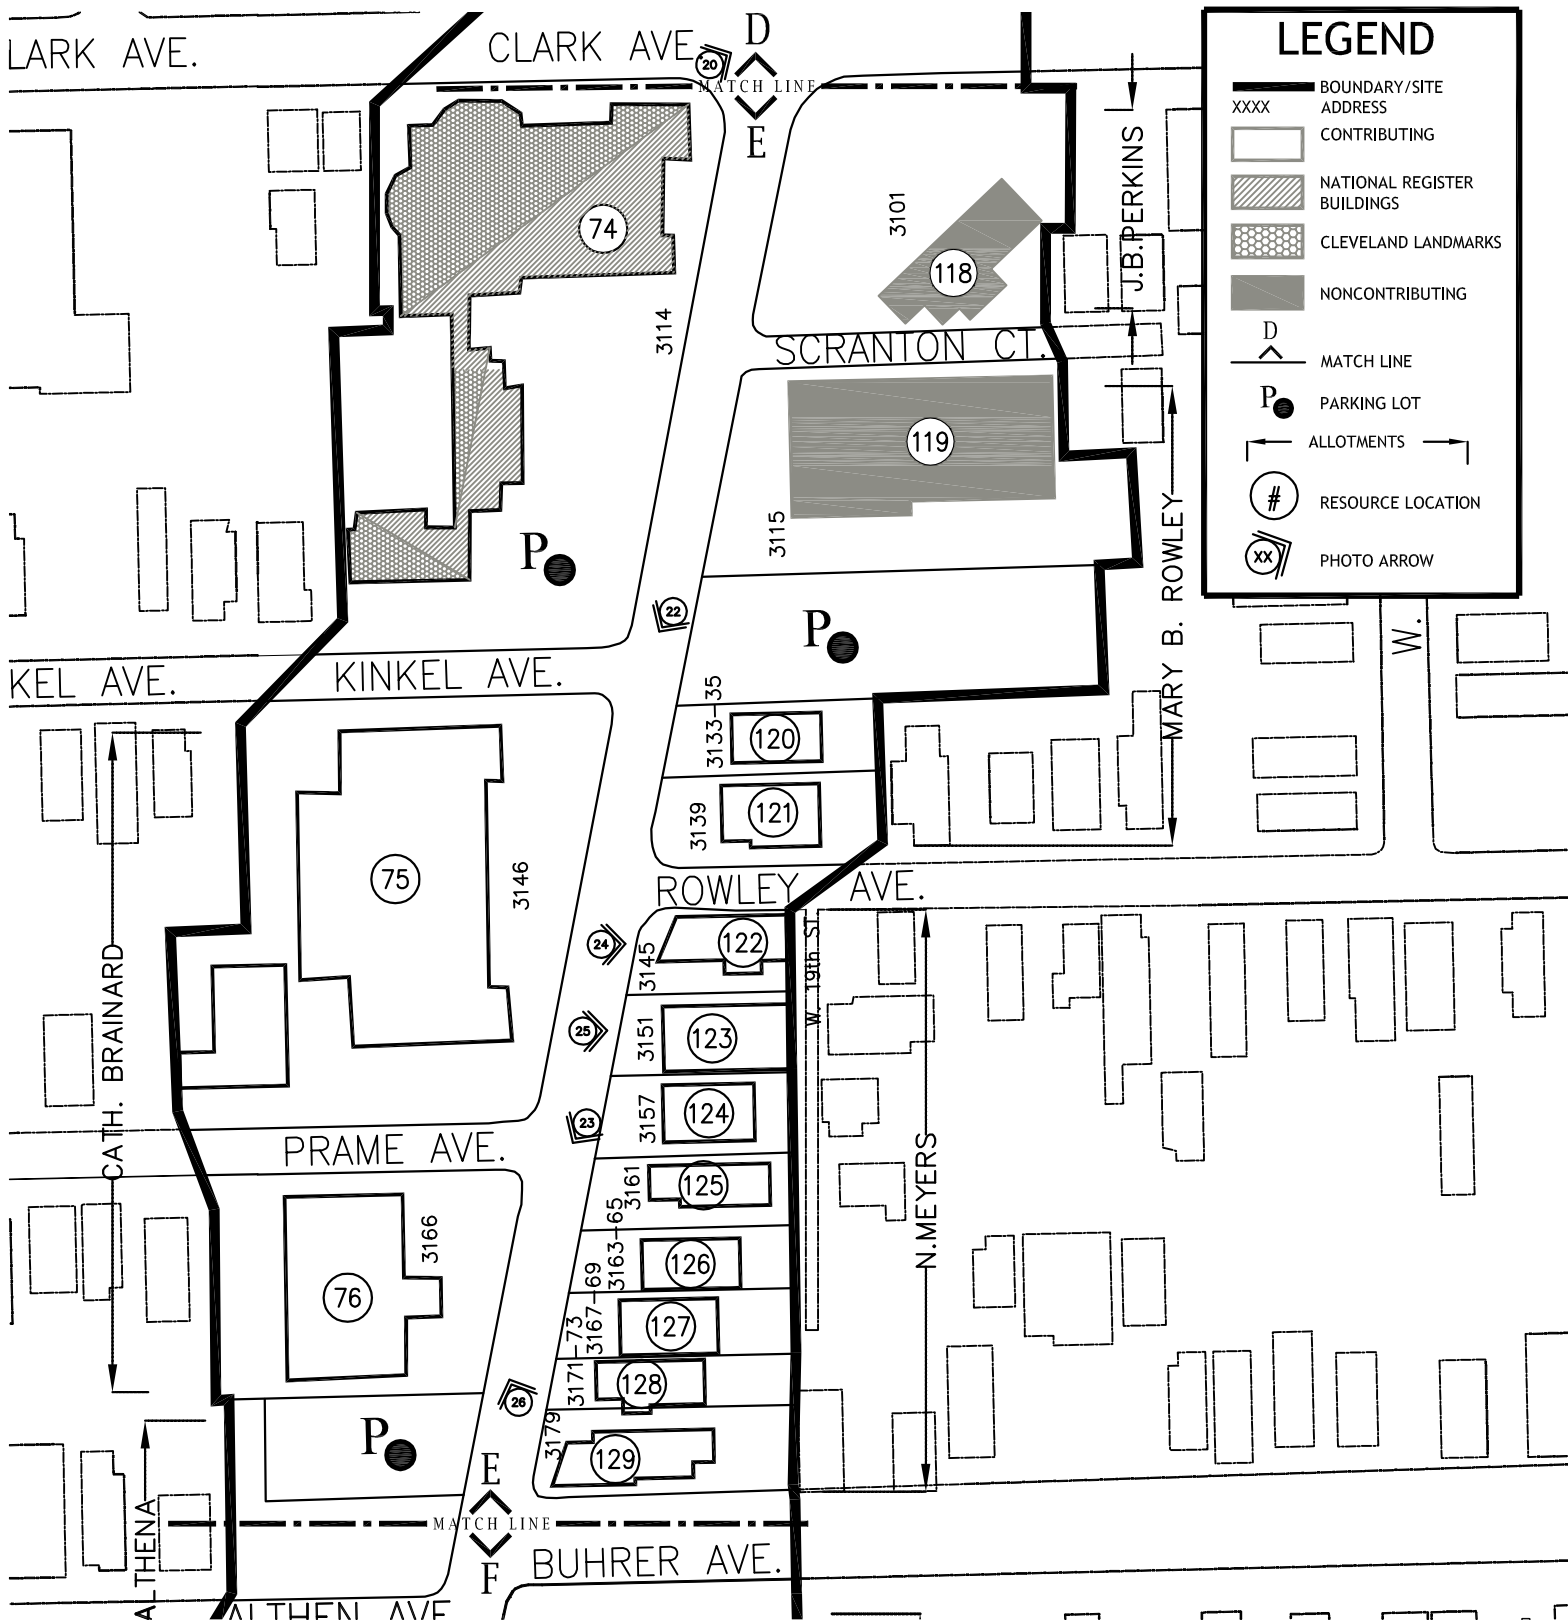 LARK AVE.
CLARK AVE.
20
D
MATCH LINE
E
LEGEND
BOUNDARY/SITE
XXXX
ADDRESS
CONTRIBUTING
NATIONAL REGISTER
BUILDINGS
CLEVELAND LANDMARKS
NONCONTRIBUTING
D
MATCH LINE
P
PARKING LOT
ALLOTMENTS
#
RESOURCE LOCATION
XX
PHOTO ARROW
J.B.PERKINS
3101
74
118
3114
SCRANTON CT.
119
3115
MARY B. ROWLEY
P
22
P
W.
KEL AVE.
KINKEL AVE.
3133-35
120
3139
121
75
3146
ROWLEY AVE.
24
3145
122
W. 19th ST
CATH. BRAINARD
25
3151
123
23
3157
124
PRAME AVE.
3161
125
N.MEYERS
3166
3163-65
126
76
3167-69
127
3171-73
128
26
3179
129
P
E
MATCH LINE
F
BUHRER AVE.
ALTHENA
ALTHEN AVE